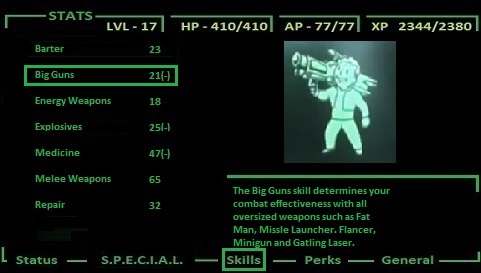 STATS
LVL - 17 HP - 410/410 AP - 77/77 XP 2344/2380
Barter 23
Big Guns 21(-)
Energy Weapons 18
Explosives 25(-)
Medicine 47(-)
Melee Weapons 65
Repair 32
The Big Guns skill determines your
combat effectiveness with all
oversized weapons such as Fat
Man, Missle Launcher. Flancer,
Minigun and Gatling Laser.
Status S.P.E.C.I.A.L. Skills Perks General